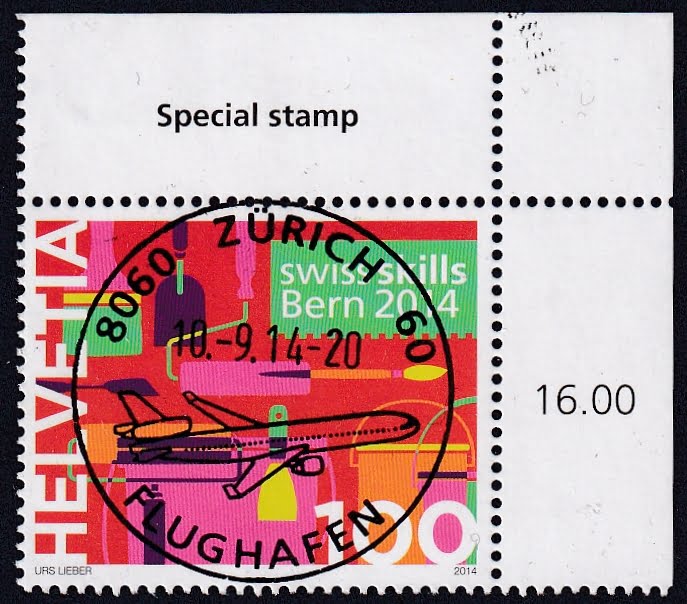 Special stamp
HELVETIA
swissskills
Bern 2014
8060 ZÜRICH 60
10.-9.14-20
FLUGHAFEN
16.00
100
URS LIEBER
2014